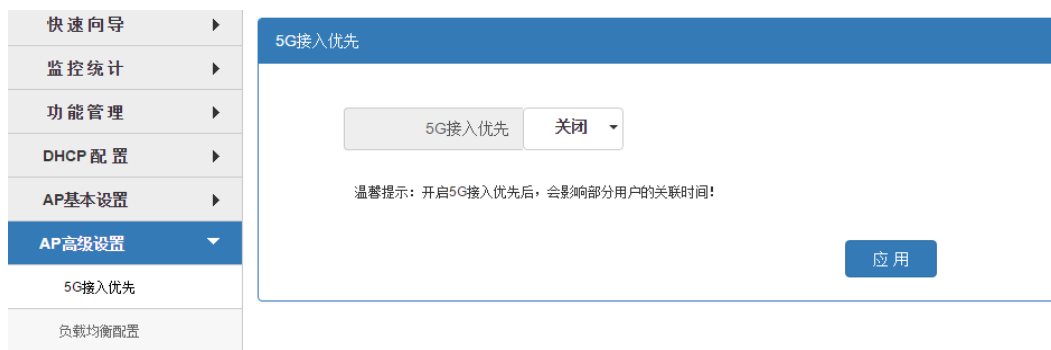 快速向导
监控统计
功能管理
DHCP 配 置
AP基本设置
AP高级设置
5G接入优先
负载均衡配置
5G接入优先
5G接入优先 关闭
温馨提示：开启5G接入优先后，会影响部分用户的关联时间！
应 用